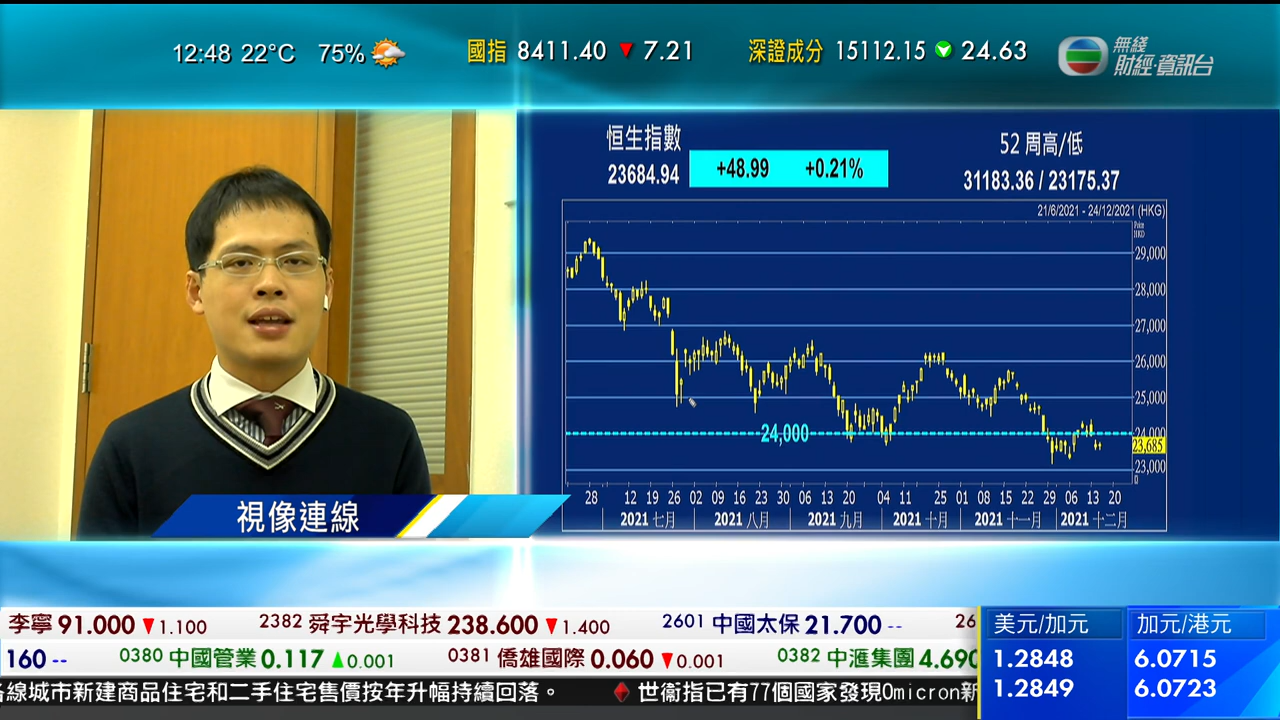 12:48 22°C 75% 國指 8411.40 ▼ 7.21 深證成分 15112.15 24.63
無綫
財經·資訊台
恒生指數
23684.94 +48.99 +0.21%
52 周高/低
31183.36 / 23175.37
21/6/2021 - 24/12/2021 (HKG)
Price
HKD
29,000
28,000
27,000
26,000
25,000
24,000
24,000
23,685
23,000
28 12 19 26 02 09 16 23 30 06 13 20 04 11 25 01 08 15 22 29 06 13 20
2021 七月 2021 八月 2021 九月 2021 十月 2021 十一月 2021 十二月
視像連線
李寧 91.000 ▼ 1.100 2382 舜宇光學科技 238.600 ▼ 1.400 2601 中國太保 21.700 -- 26
160 -- 0380 中國管業 0.117 ▲ 0.001 0381 僑雄國際 0.060 ▼ 0.001 0382 中滙集團 4.690
線城市新建商品住宅和二手住宅售價按年升幅持續回落。 世衞指已有77個國家發現Omicron新
美元/加元 加元/港元
1.2848 6.0715
1.2849 6.0723